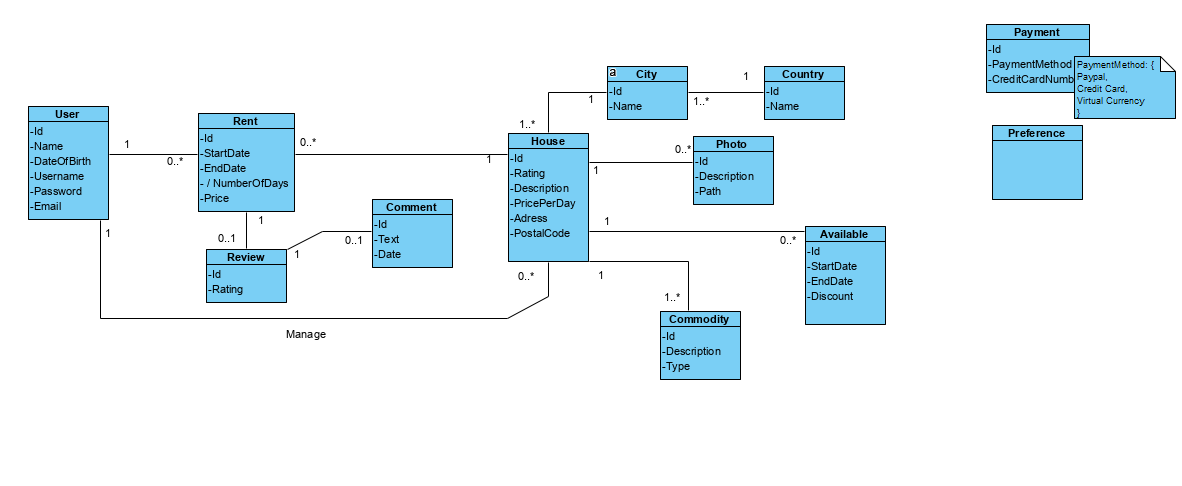 User
-Id
-Name
-DateOfBirth
-Username
-Password
-Email
1
0..*
Rent
-Id
-StartDate
-EndDate
- / NumberOfDays
-Price
0..*
1
1
0..1
Review
-Id
-Rating
1
0..1
Comment
-Id
-Text
-Date
1
Manage
0..*
House
-Id
-Rating
-Description
-PricePerDay
-Adress
-PostalCode
1..*
1
a
City
-Id
-Name
1..*
1
Country
-Id
-Name
1
0..*
Photo
-Id
-Description
-Path
1
0..*
Available
-Id
-StartDate
-EndDate
-Discount
1
1..*
Commodity
-Id
-Description
-Type
Payment
-Id
-PaymentMethod
-CreditCardNumb
PaymentMethod: {
Paypal,
Credit Card,
Virtual Currency
}
Preference